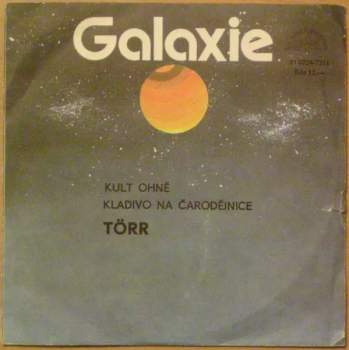 Galaxie
KULT OHNĚ
KLADIVO NA ČARODĚJNICE
TÖRR